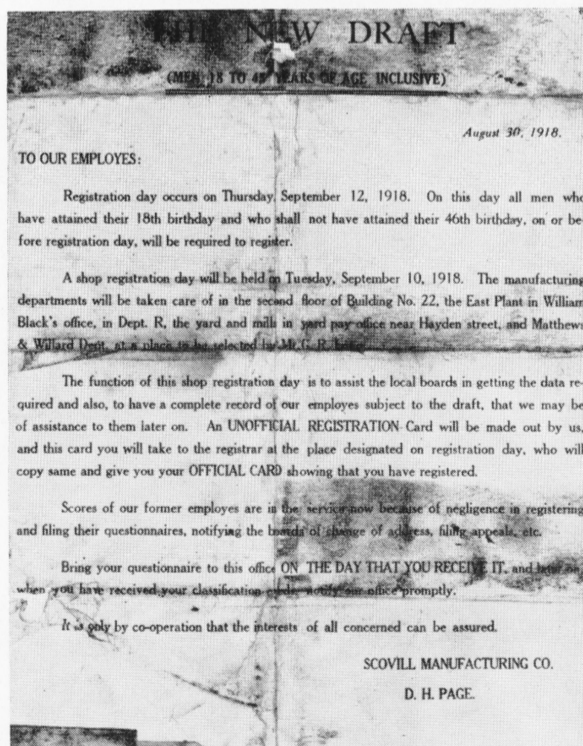 THE NEW DRAFT
(MEN 18 TO 45 YEARS OF AGE INCLUSIVE)
August 30, 1918.
TO OUR EMPLOYES:
Registration day occurs on Thursday, September 12, 1918. On this day all men who
have attained their 18th birthday and who shall not have attained their 46th birthday, on or be-
fore registration day, will be required to register.
A shop registration day will be held on Tuesday, September 10, 1918. The manufacturing
departments will be taken care of in the second floor of Building No. 22, the East Plant in William
Black's office, in Dept. R, the yard and mills in yard pay office near Hayden street, and Matthews
& Willard Dept. at a place to be selected by Mr. G. R.
The function of this shop registration day is to assist the local boards in getting the data re-
quired and also, to have a complete record of our employes subject to the draft, that we may be
of assistance to them later on. An UNOFFICIAL REGISTRATION Card will be made out by us,
and this card you will take to the registrar at the place designated on registration day, who will
copy same and give you your OFFICIAL CARD showing that you have registered.
Scores of our former employes are in the service now because of negligence in registering
and filing their questionnaires, notifying the boards of change of address, filing appeals, etc.
Bring your questionnaire to this office ON THE DAY THAT YOU RECEIVE IT, and
when you have received your classification notify our office promptly.
It is only by co-operation that the interests of all concerned can be assured.
SCOVILL MANUFACTURING CO.
D. H. PAGE.